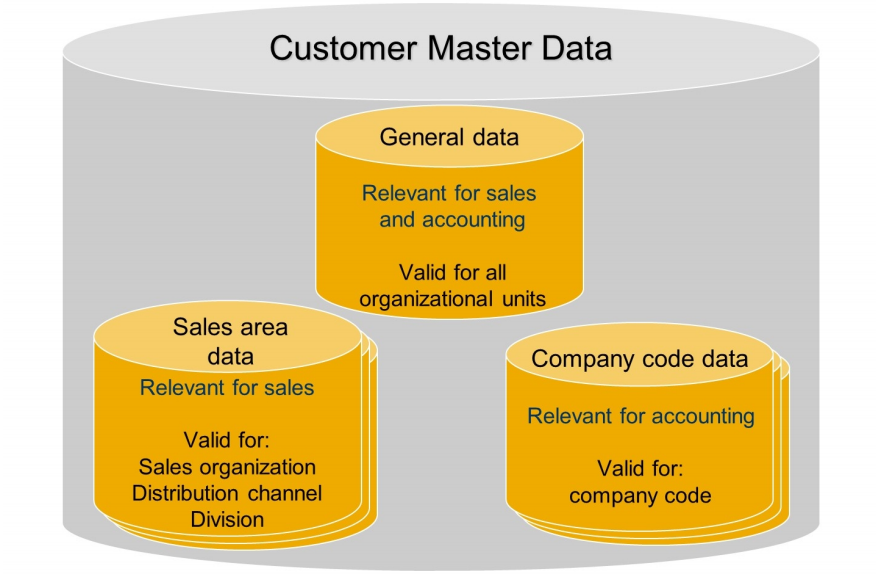 Customer Master Data
General data
Relevant for sales
and accounting
Valid for all
organizational units
Sales area
data
Relevant for sales
Valid for:
Sales organization
Distribution channel
Division
Company code data
Relevant for accounting
Valid for:
company code